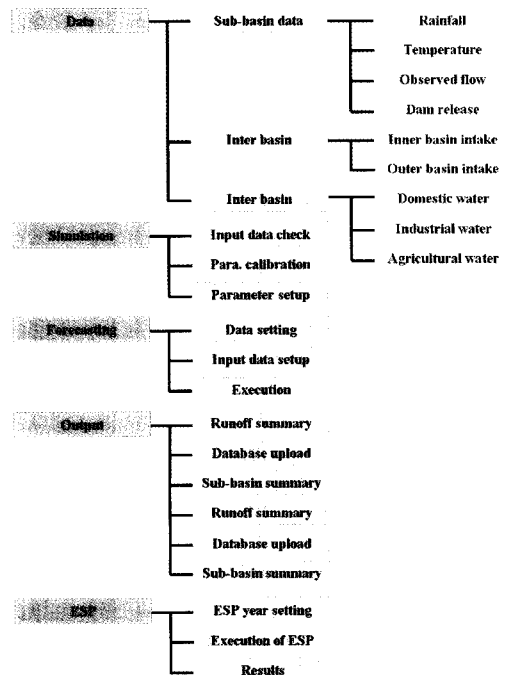 Data
Sub-basin data
Rainfall
Temperature
Observed flow
Dam release
Inter basin
Inner basin intake
Outer basin intake
Inter basin
Domestic water
Industrial water
Agricultural water
Simulation
Input data check
Para. calibration
Parameter setup
Forecasting
Data setting
Input data setup
Execution
Output
Runoff summary
Database upload
Sub-basin summary
Runoff summary
Database upload
Sub-basin summary
ESP
ESP year setting
Execution of ESP
Results